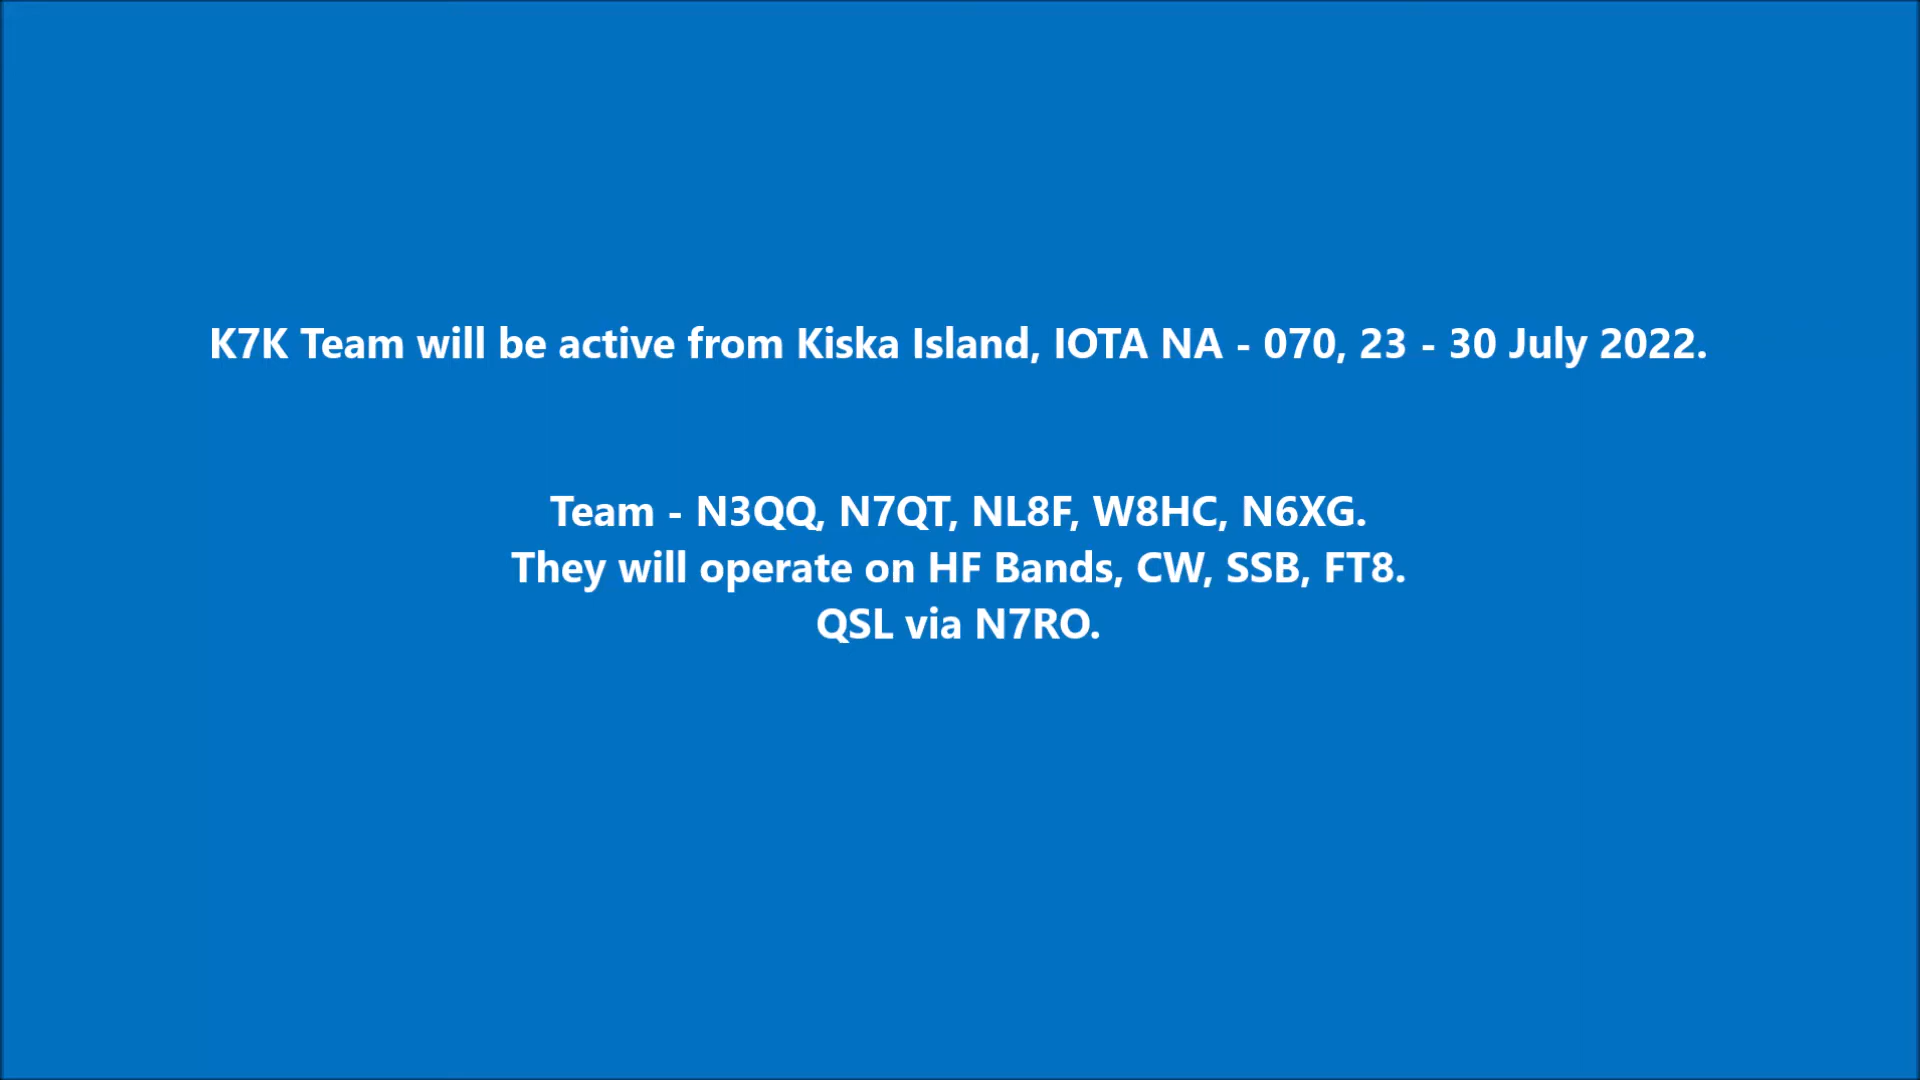 K7K Team will be active from Kiska Island, IOTA NA - 070, 23 - 30 July 2022.
Team - N3QQ, N7QT, NL8F, W8HC, N6XG.
They will operate on HF Bands, CW, SSB, FT8.
QSL via N7RO.